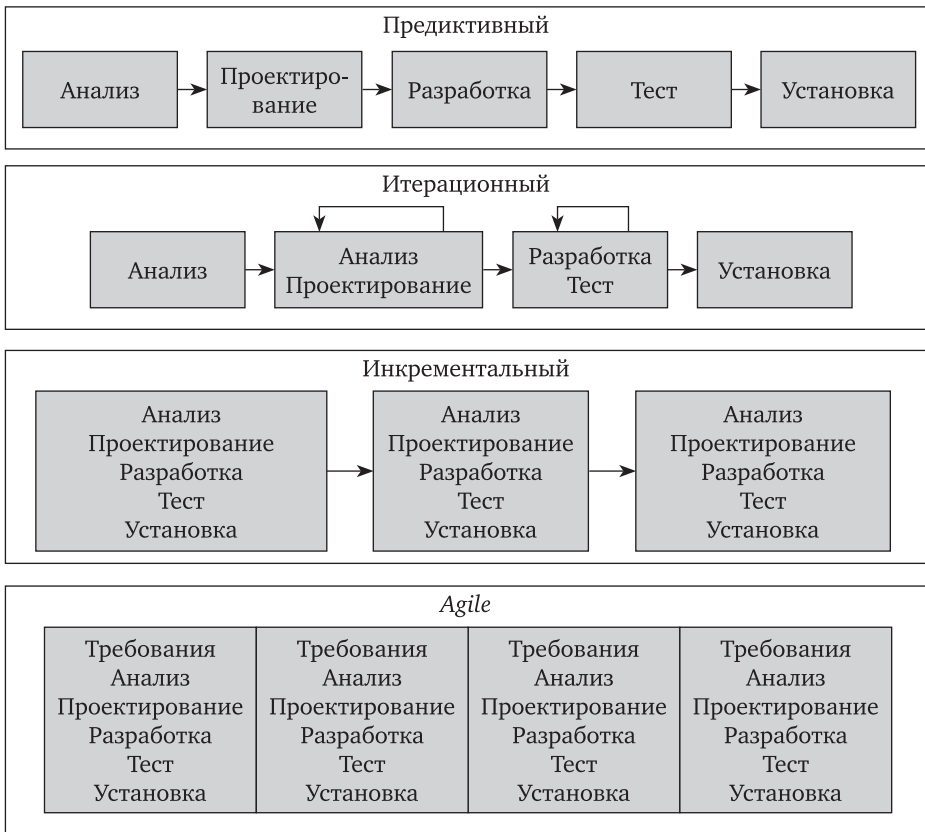 Предиктивный
Анализ
Проектиро-
вание
Разработка
Тест
Установка
Итерационный
Анализ
Анализ
Проектирование
Разработка
Тест
Установка
Инкрементальный
Анализ
Проектирование
Разработка
Тест
Установка
Анализ
Проектирование
Разработка
Тест
Установка
Анализ
Проектирование
Разработка
Тест
Установка
Agile
Требования
Анализ
Проектирование
Разработка
Тест
Установка
Требования
Анализ
Проектирование
Разработка
Тест
Установка
Требования
Анализ
Проектирование
Разработка
Тест
Установка
Требования
Анализ
Проектирование
Разработка
Тест
Установка